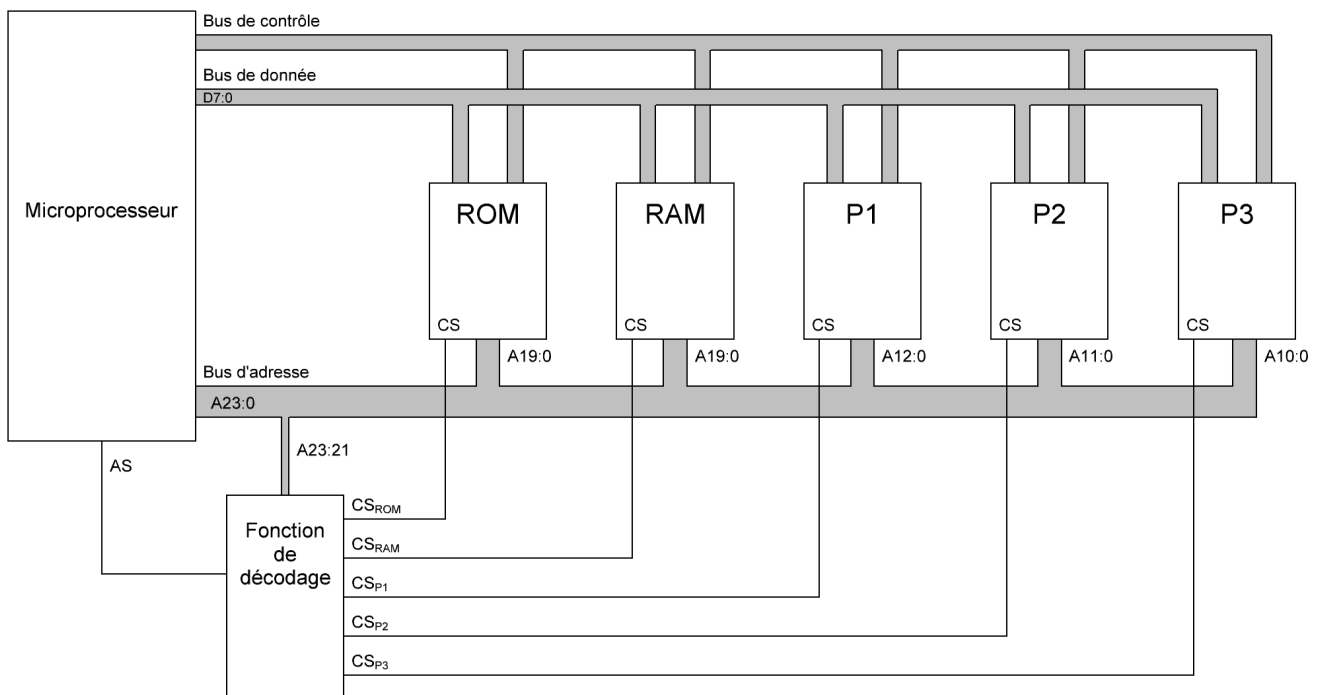 Bus de contrôle
Bus de donnée
D7:0
Microprocesseur
ROM
RAM
P1
P2
P3
CS
CS
CS
CS
CS
A19:0
A19:0
A12:0
A11:0
A10:0
Bus d'adresse
A23:0
A23:21
AS
Fonction
de
décodage
CSROM
CSRAM
CSP1
CSP2
CSP3